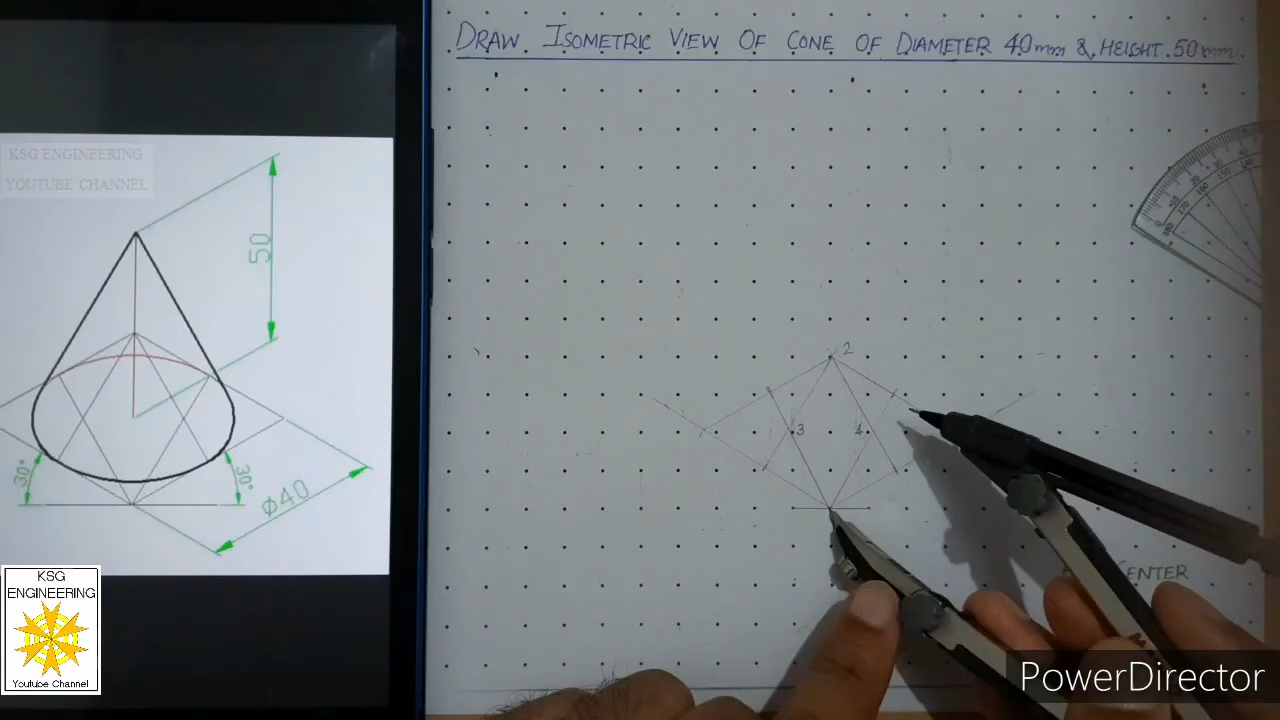 DRAW ISOMETRIC VIEW OF CONE OF DIAMETER 40mm & HEIGHT 50mm.
KSG ENGINEERING
YOUTUBE CHANNEL
50
30°
30°
φ40
2
3
4
CENTER
KSG
ENGINEERING
Youtube Channel
PowerDirector